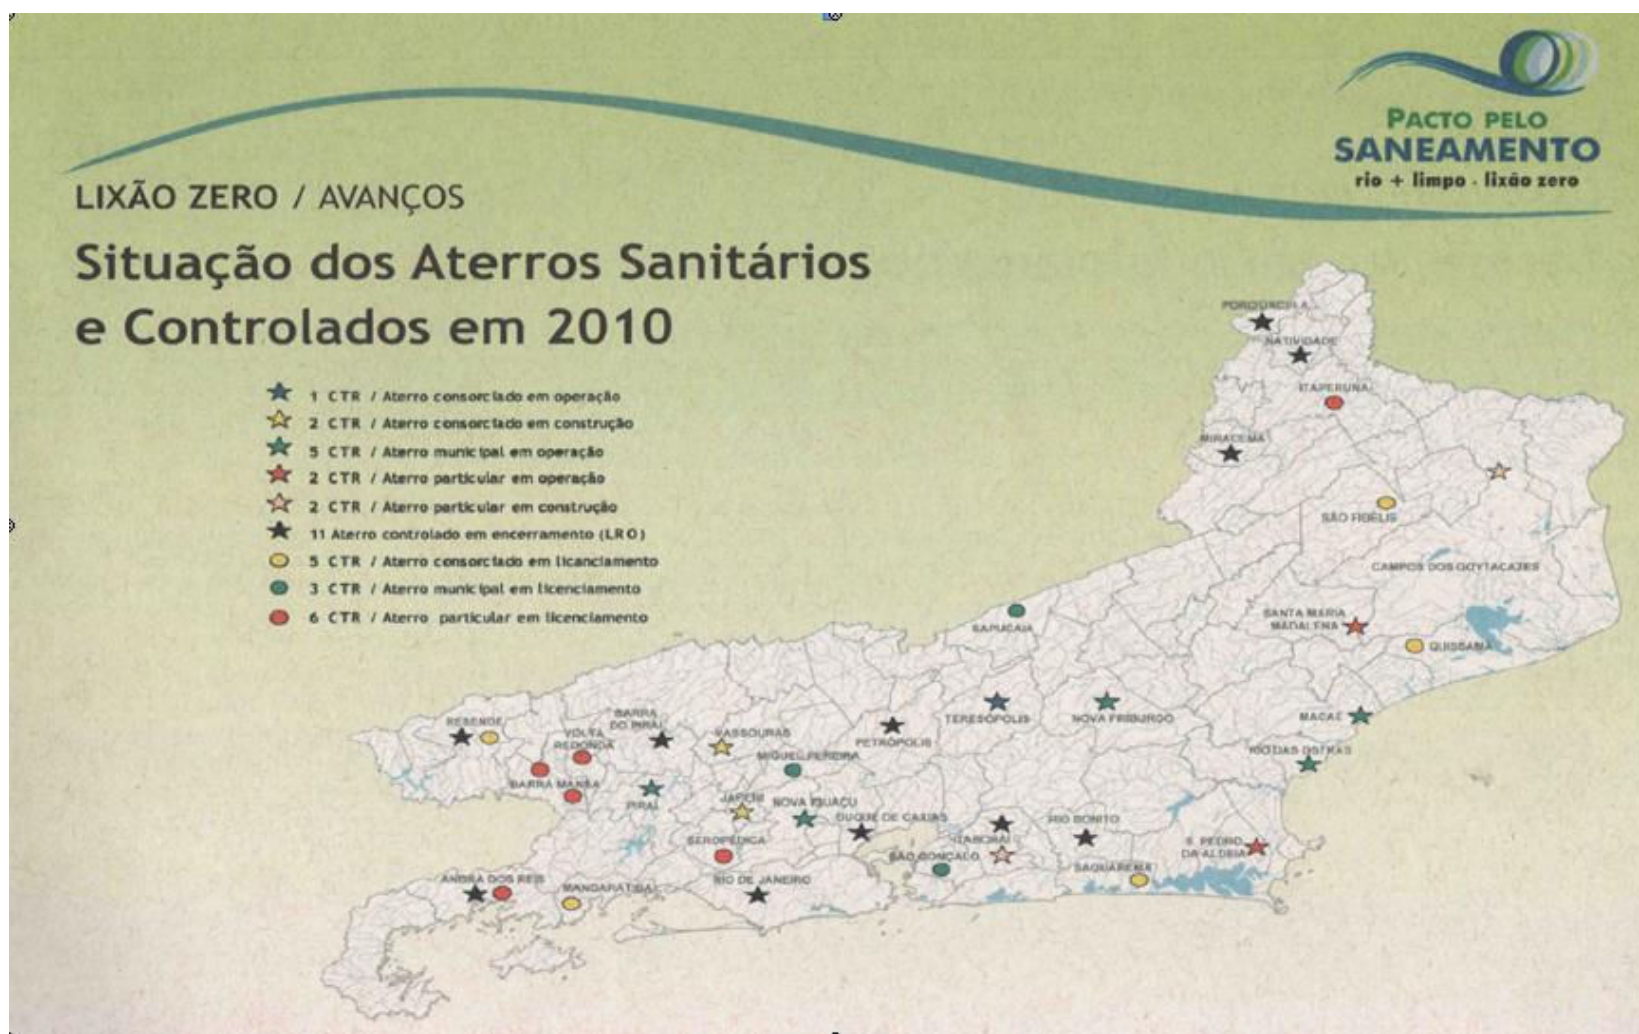 PACTO PELO
SANEAMENTO
rio + limpo . lixão zero
LIXÃO ZERO / AVANÇOS
Situação dos Aterros Sanitários
e Controlados em 2010
1 CTR / Aterro consorciado em operação
2 CTR / Aterro consorciado em construção
5 CTR / Aterro municipal em operação
2 CTR / Aterro particular em operação
2 CTR / Aterro particular em construção
11 Aterro controlado em encerramento (LRO)
5 CTR / Aterro consorciado em licanciamento
3 CTR / Aterro municipal em licenciamento
6 CTR / Aterro particular em licenciamento
PORCIÚNCULA
NATIVIDADE
ITAPERUNA
MIRACEMA
SÃO FIDÉLIS
CAMPOS DOS GOYTACAZES
SANTA MARIA
MADALENA
SAPUCAIA
QUISSAMÃ
TERESÓPOLIS
NOVA FRIBURGO
MACAÉ
RESENDE
BARRA
DO PIRAÍ
VOLTA
REDONDA
VASSOURAS
PETRÓPOLIS
MIGUEL PEREIRA
RIO DAS OSTRAS
BARRA MANSA
PIRAÍ
JAPERI
NOVA IGUAÇU
DUQUE DE CAXIAS
SEROPÉDICA
ITABORAÍ
RIO BONITO
SÃO GONÇALO
S. PEDRO
DA ALDEIA
SAQUAREMA
ANGRA DOS REIS
MANGARATIBA
RIO DE JANEIRO